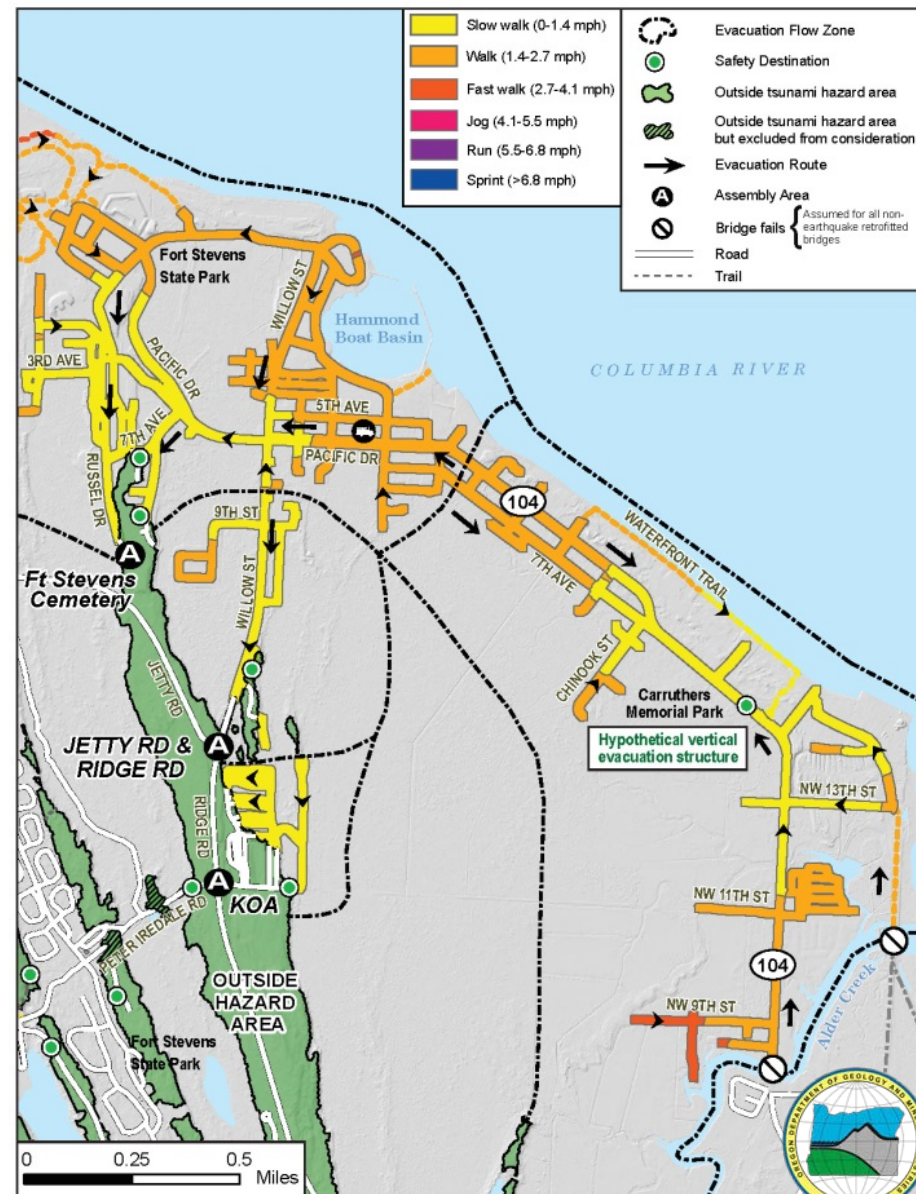 Slow walk (0-1.4 mph)
Walk (1.4-2.7 mph)
Fast walk (2.7-4.1 mph)
Jog (4.1-5.5 mph)
Run (5.5-6.8 mph)
Sprint (>6.8 mph)
Evacuation Flow Zone
Safety Destination
Outside tsunami hazard area
Outside tsunami hazard area
but excluded from consideration
Evacuation Route
A
Assembly Area
Bridge fails { Assumed for all non-
earthquake retrofitted
bridges
Road
Trail
Fort Stevens
State Park
WILLOW ST
Hammond
Boat Basin
COLUMBIA RIVER
3RD AVE
PACIFIC DR
5TH AVE
7TH AVE
PACIFIC DR
RUSSEL DR
104
WATERFRONT TRAIL
9TH ST
7TH AVE
A
Ft Stevens
Cemetery
WILLOW ST
CHINOOK ST
JETTY RD
Carruthers
Memorial Park
Hypothetical vertical
evacuation structure
A
JETTY RD &
RIDGE RD
RIDGE RD
NW 13TH ST
A
KOA
PETER IREDALE RD
NW 11TH ST
OUTSIDE
HAZARD
AREA
104
Alder Creek
NW 9TH ST
Fort Stevens
State Park
0 0.25 0.5
Miles
OREGON DEPARTMENT OF GEOLOGY AND